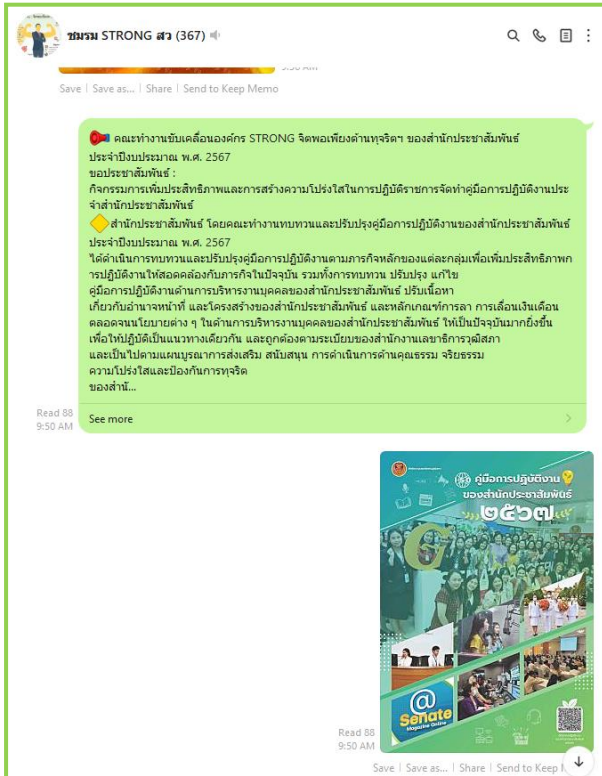 ชมรม STRONG สว (367)
Save | Save as... | Share | Send to Keep Memo
คณะทำงานขับเคลื่อนองค์กร STRONG จิตพอเพียงต้านทุจริตฯ ของสำนักประชาสัมพันธ์
ประจำปีงบประมาณ พ.ศ. 2567
ขอประชาสัมพันธ์ :
กิจกรรมการเพิ่มประสิทธิภาพและการสร้างความโปร่งใสในการปฏิบัติราชการจัดทำคู่มือการปฏิบัติงานประ
จำสำนักประชาสัมพันธ์
สำนักประชาสัมพันธ์ โดยคณะทำงานทบทวนและปรับปรุงคู่มือการปฏิบัติงานของสำนักประชาสัมพันธ์
ประจำปีงบประมาณ พ.ศ. 2567
ได้ดำเนินการทบทวนและปรับปรุงคู่มือการปฏิบัติงานตามภารกิจหลักของแต่ละกลุ่มเพื่อเพิ่มประสิทธิภาพก
ารปฏิบัติงานให้สอดคล้องกับภารกิจในปัจจุบัน รวมทั้งการทบทวน ปรับปรุง แก้ไข
คู่มือการปฏิบัติงานด้านการบริหารงานบุคคลของสำนักประชาสัมพันธ์ ปรับเนื้อหา
เกี่ยวกับอำนาจหน้าที่ และโครงสร้างของสำนักประชาสัมพันธ์ และหลักเกณฑ์การลา การเลื่อนเงินเดือน
ตลอดจนนโยบายต่าง ๆ ในด้านการบริหารงานบุคคลของสำนักประชาสัมพันธ์ ให้เป็นปัจจุบันมากยิ่งขึ้น
เพื่อให้ปฏิบัติเป็นแนวทางเดียวกัน และถูกต้องตามระเบียบของสำนักงานเลขาธิการวุฒิสภา
และเป็นไปตามแผนบูรณาการส่งเสริม สนับสนุน การดำเนินการด้านคุณธรรม จริยธรรม
ความโปร่งใสและป้องกันการทุจริต
ของสำนั...
See more
Read 88
9:50 AM
คู่มือการปฏิบัติงาน
ของสำนักประชาสัมพันธ์
๒๕๖๗
@
Senate
Magazine Online
Read 88
9:50 AM
Save | Save as... | Share | Send to Keep